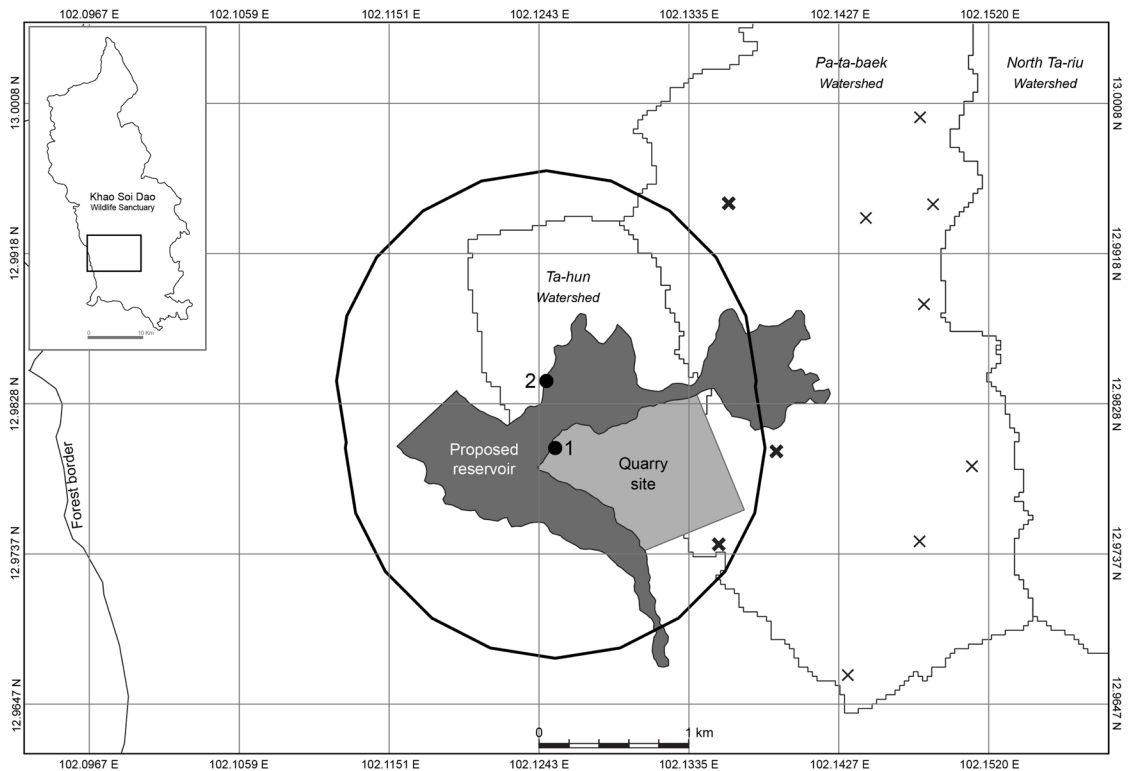 102.0967 E 102.1059 E 102.1151 E 102.1243 E 102.1335 E 102.1427 E 102.1520 E
Khao Soi Dao
Wildlife Sanctuary
0 10 Km
Pa-ta-baek
Watershed
North Ta-riu
Watershed
13.0008 N
13.0008 N
12.9918 N
12.9918 N
Ta-hun
Watershed
2
12.9828 N
12.9828 N
1
Proposed
reservoir
Quarry
site
Forest border
12.9737 N
12.9737 N
12.9647 N
12.9647 N
0 1 km
102.0967 E 102.1059 E 102.1151 E 102.1243 E 102.1335 E 102.1427 E 102.1520 E